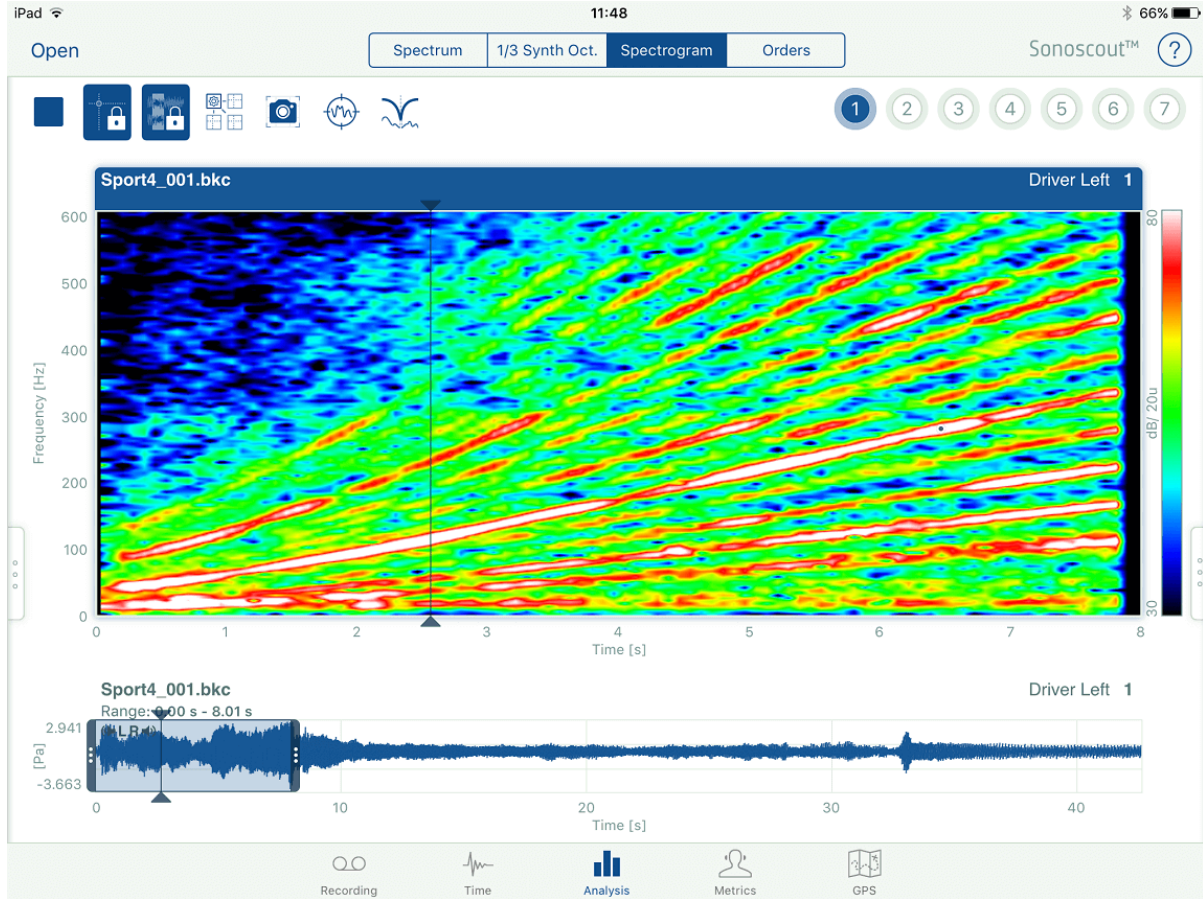 iPad 11:48 66%
Open Spectrum 1/3 Synth Oct. Spectrogram Orders Sonoscout™ ?
1 2 3 4 5 6 7
Sport4_001.bkc Driver Left 1
600
500
400
300
200
100
0
Frequency [Hz]
80
dB/ 20u
30
0 1 2 3 4 5 6 7 8
Time [s]
Sport4_001.bkc Driver Left 1
Range: 0.00 s - 8.01 s
2.941
[Pa]
-3.663
0 10 20 30 40
Time [s]
Recording Time Analysis Metrics GPS